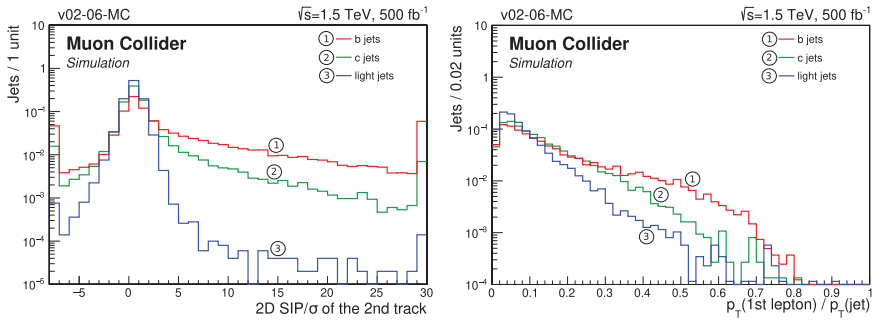 v02-06-MC √s=1.5 TeV, 500 fb⁻¹
Jets / 1 unit
Muon Collider
Simulation
1 b jets
2 c jets
3 light jets
10
1
10⁻¹
10⁻²
10⁻³
10⁻⁴
10⁻⁵
10⁻⁶
1
2
3
−5 0 5 10 15 20 25 30
2D SIP/σ of the 2nd track
v02-06-MC √s=1.5 TeV, 500 fb⁻¹
Jets / 0.02 units
Muon Collider
Simulation
1 b jets
2 c jets
3 light jets
10
1
10⁻¹
10⁻²
10⁻³
10⁻⁴
1
2
3
0 0.1 0.2 0.3 0.4 0.5 0.6 0.7 0.8 0.9 1
p_T(1st lepton) / p_T(jet)